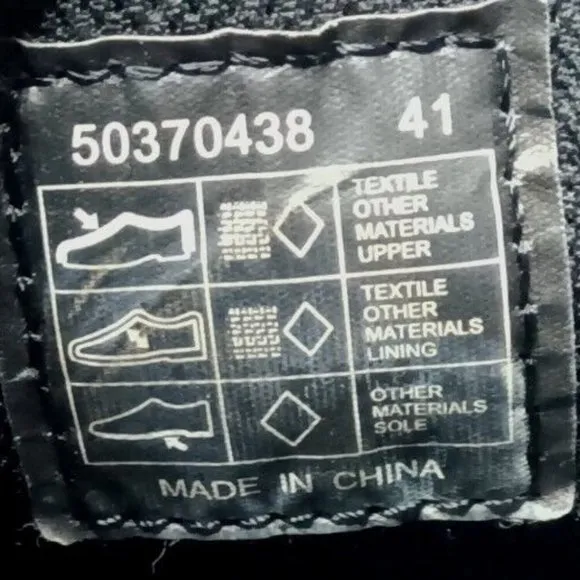 50370438 41
TEXTILE
OTHER
MATERIALS
UPPER
TEXTILE
OTHER
MATERIALS
LINING
OTHER
MATERIALS
SOLE
MADE IN CHINA